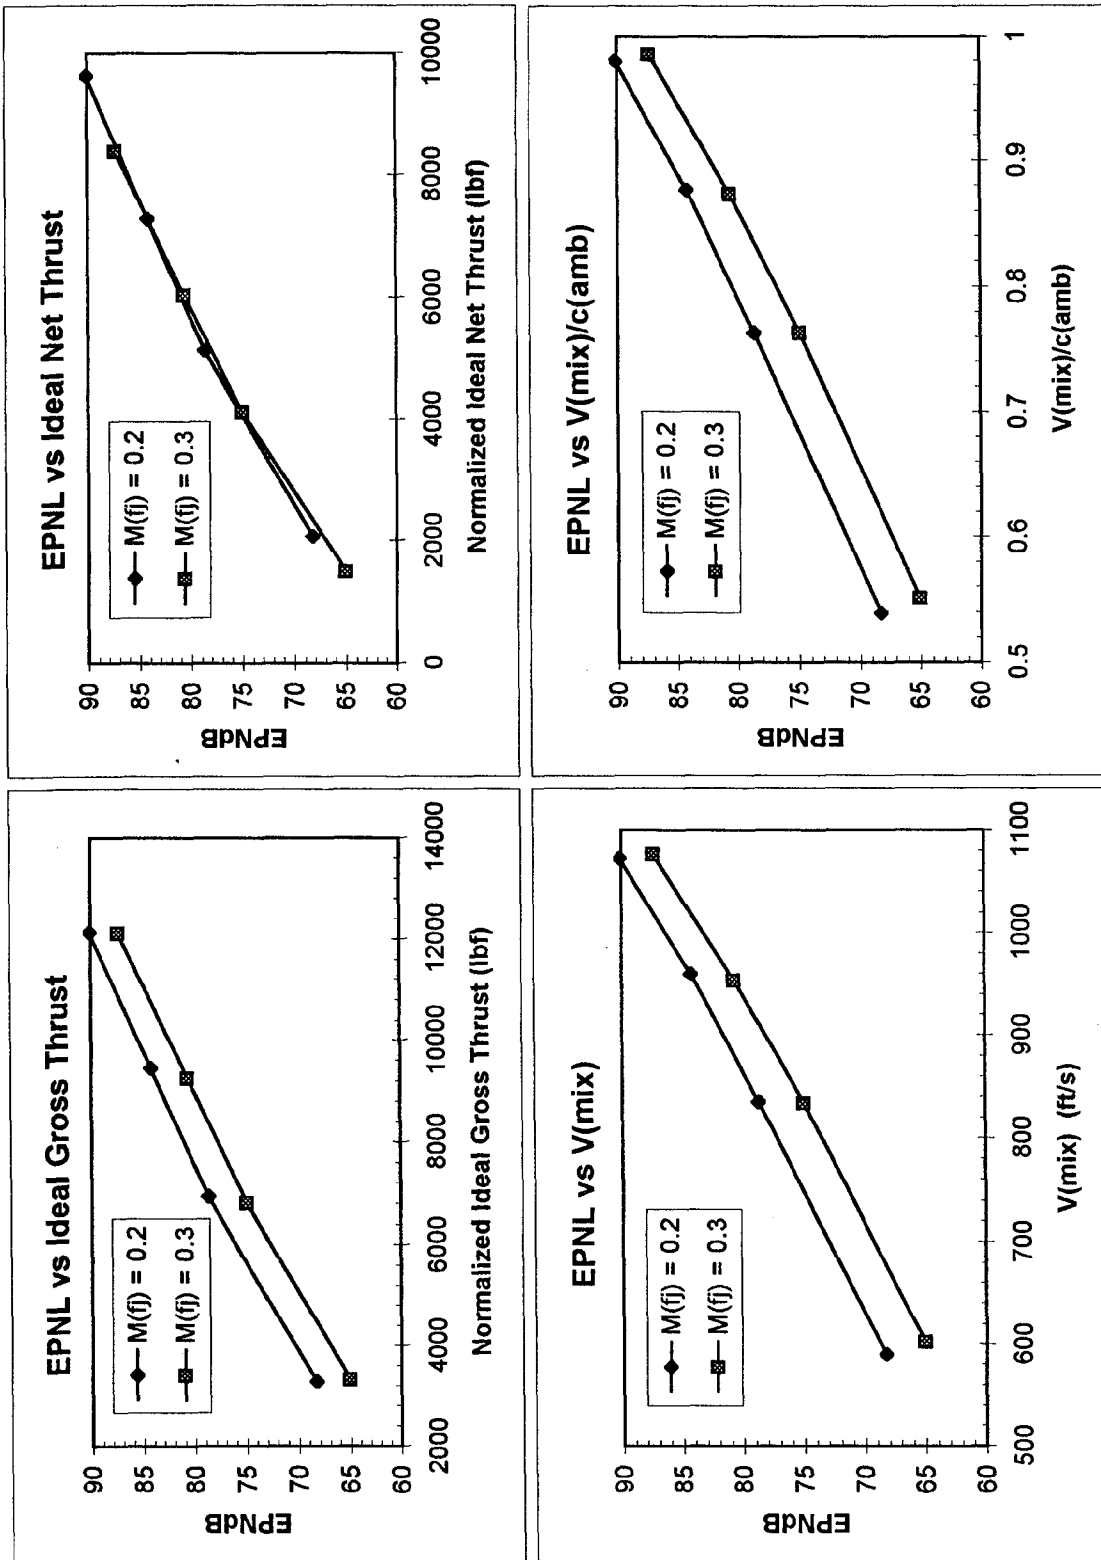 EPNL vs Ideal Gross Thrust
EPNdB
90
85
80
75
70
65
60
M(fj) = 0.2
M(fj) = 0.3
2000
4000
6000
8000
10000
12000
14000
Normalized Ideal Gross Thrust (lbf)
EPNL vs Ideal Net Thrust
EPNdB
90
85
80
75
70
65
60
M(fj) = 0.2
M(fj) = 0.3
0
2000
4000
6000
8000
10000
Normalized Ideal Net Thrust (lbf)
EPNL vs V(mix)
EPNdB
90
85
80
75
70
65
60
M(fj) = 0.2
M(fj) = 0.3
500
600
700
800
900
1000
1100
V(mix) (ft/s)
EPNL vs V(mix)/c(amb)
EPNdB
90
85
80
75
70
65
60
M(fj) = 0.2
M(fj) = 0.3
0.5
0.6
0.7
0.8
0.9
1
V(mix)/c(amb)